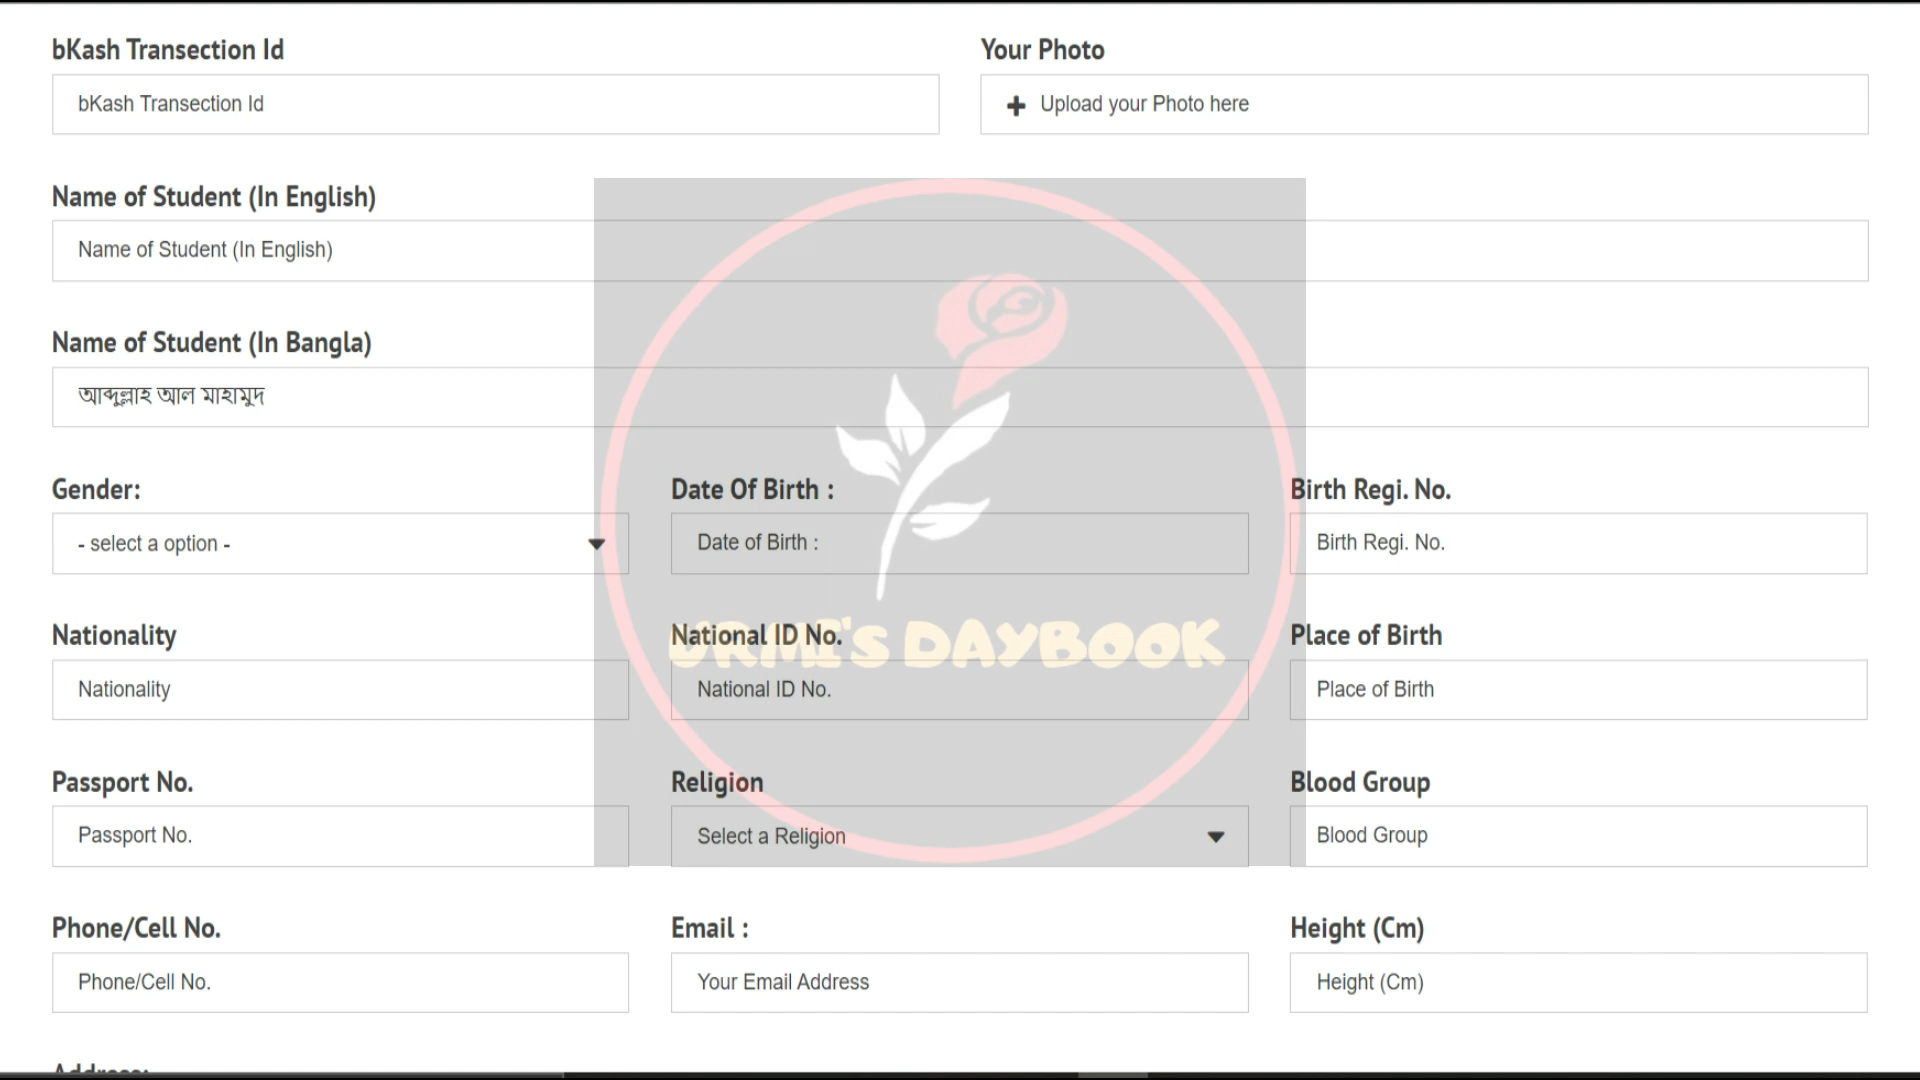 bKash Transection Id
Your Photo
bKash Transection Id
Upload your Photo here
Name of Student (In English)
Name of Student (In English)
Name of Student (In Bangla)
আব্দুল্লাহ আল মাহামুদ
Gender:
Date Of Birth :
Birth Regi. No.
- select a option -
Date of Birth :
Birth Regi. No.
Nationality
National ID No.
Place of Birth
URMI'S DAYBOOK
Nationality
National ID No.
Place of Birth
Passport No.
Religion
Blood Group
Passport No.
Select a Religion
Blood Group
Phone/Cell No.
Email :
Height (Cm)
Phone/Cell No.
Your Email Address
Height (Cm)
Address: